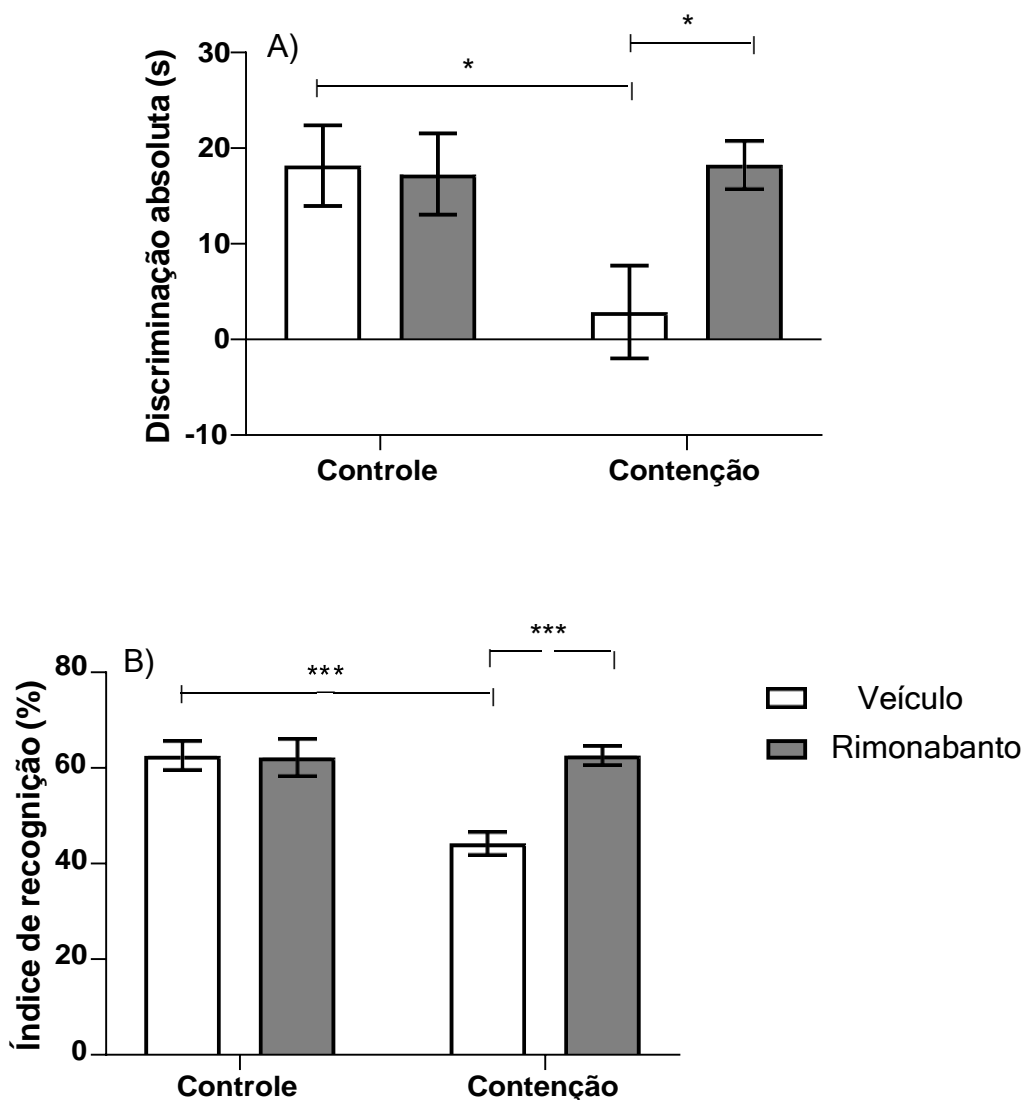 A)
Discriminação absoluta (s)
30
20
10
0
-10
*
*
Controle
Contenção
B)
Índice de recognição (%)
80
60
40
20
0
***
***
Controle
Contenção
Veículo
Rimonabanto